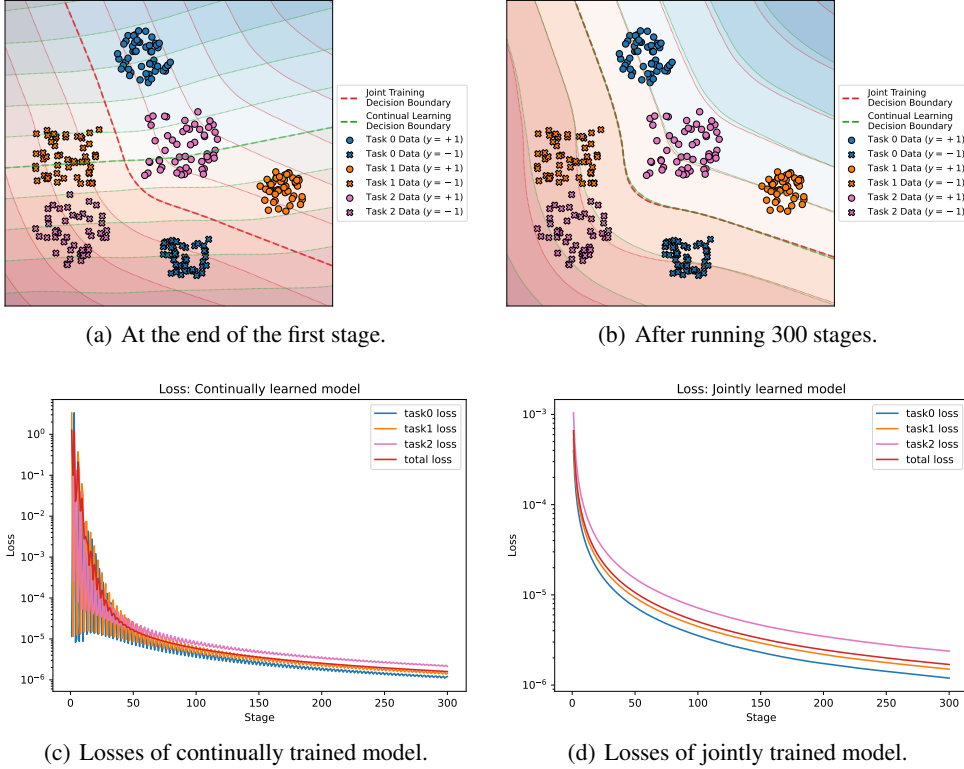 Joint Training
Decision Boundary
Continual Learning
Decision Boundary
Task 0 Data (y = +1)
Task 0 Data (y = −1)
Task 1 Data (y = +1)
Task 1 Data (y = −1)
Task 2 Data (y = +1)
Task 2 Data (y = −1)
(a) At the end of the first stage.
Joint Training
Decision Boundary
Continual Learning
Decision Boundary
Task 0 Data (y = +1)
Task 0 Data (y = −1)
Task 1 Data (y = +1)
Task 1 Data (y = −1)
Task 2 Data (y = +1)
Task 2 Data (y = −1)
(b) After running 300 stages.
Loss: Continually learned model
task0 loss
task1 loss
task2 loss
total loss
10^0
10^-1
10^-2
10^-3
10^-4
10^-5
10^-6
Loss
0 50 100 150 200 250 300
Stage
(c) Losses of continually trained model.
Loss: Jointly learned model
task0 loss
task1 loss
task2 loss
total loss
10^-3
10^-4
10^-5
10^-6
Loss
0 50 100 150 200 250 300
Stage
(d) Losses of jointly trained model.